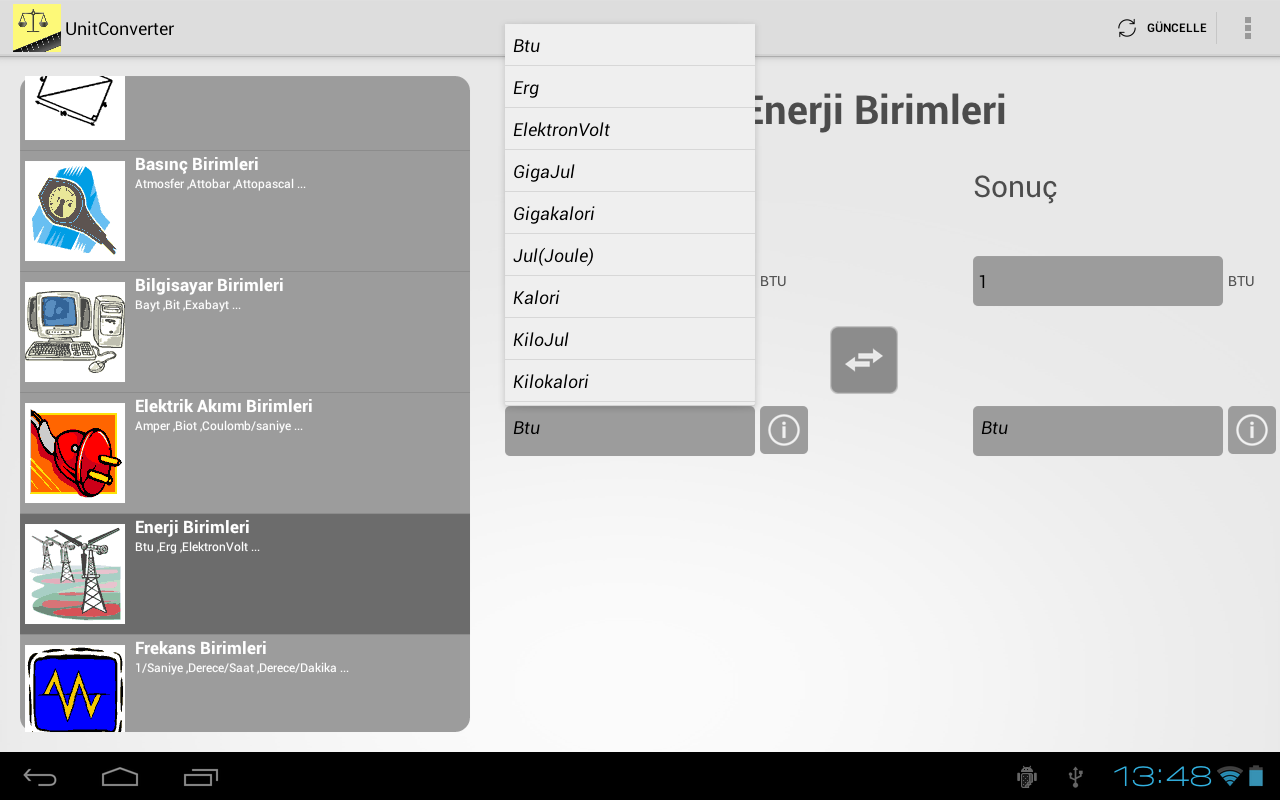 UnitConverter
GÜNCELLE
Basınç Birimleri
Atmosfer ,Attobar ,Attopascal ...
Bilgisayar Birimleri
Bayt ,Bit ,Exabayt ...
Elektrik Akımı Birimleri
Amper ,Biot ,Coulomb/saniye ...
Enerji Birimleri
Btu ,Erg ,ElektronVolt ...
Frekans Birimleri
1/Saniye ,Derece/Saat ,Derece/Dakika ...
Btu
Erg
ElektronVolt
GigaJul
Gigakalori
Jul(Joule)
Kalori
KiloJul
Kilokalori
Btu
Enerji Birimleri
BTU
Sonuç
1
BTU
Btu
13:48